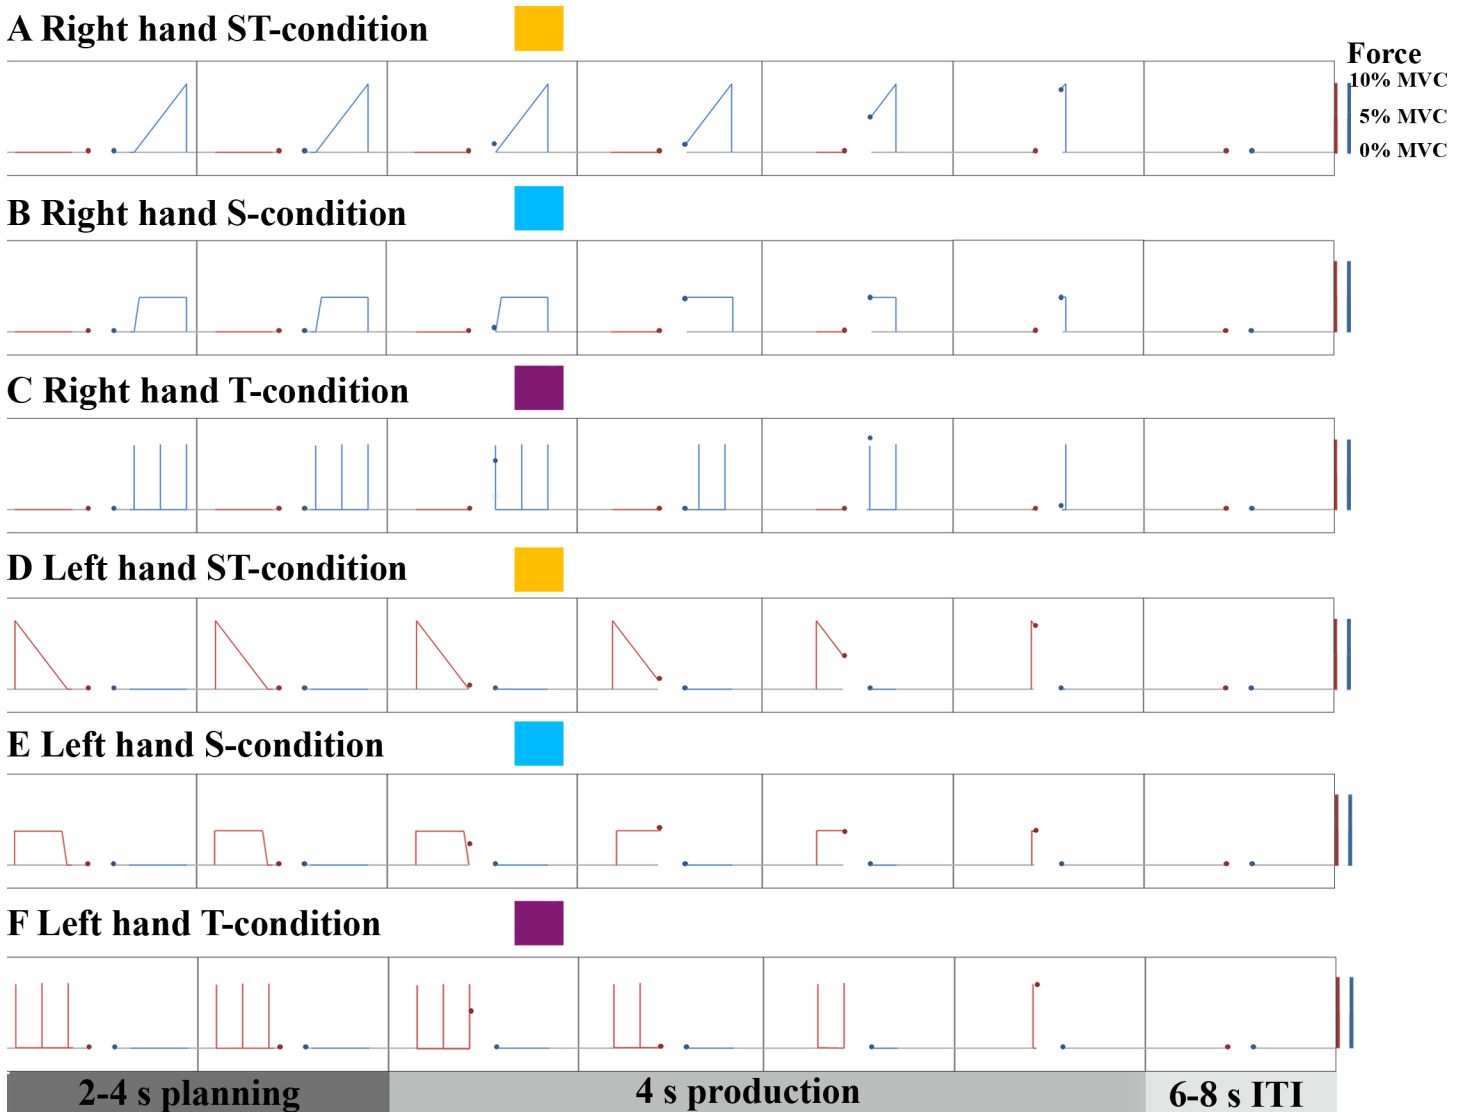 A Right hand ST-condition
Force
10% MVC
5% MVC
0% MVC
B Right hand S-condition
C Right hand T-condition
D Left hand ST-condition
E Left hand S-condition
F Left hand T-condition
2-4 s planning
4 s production
6-8 s ITI